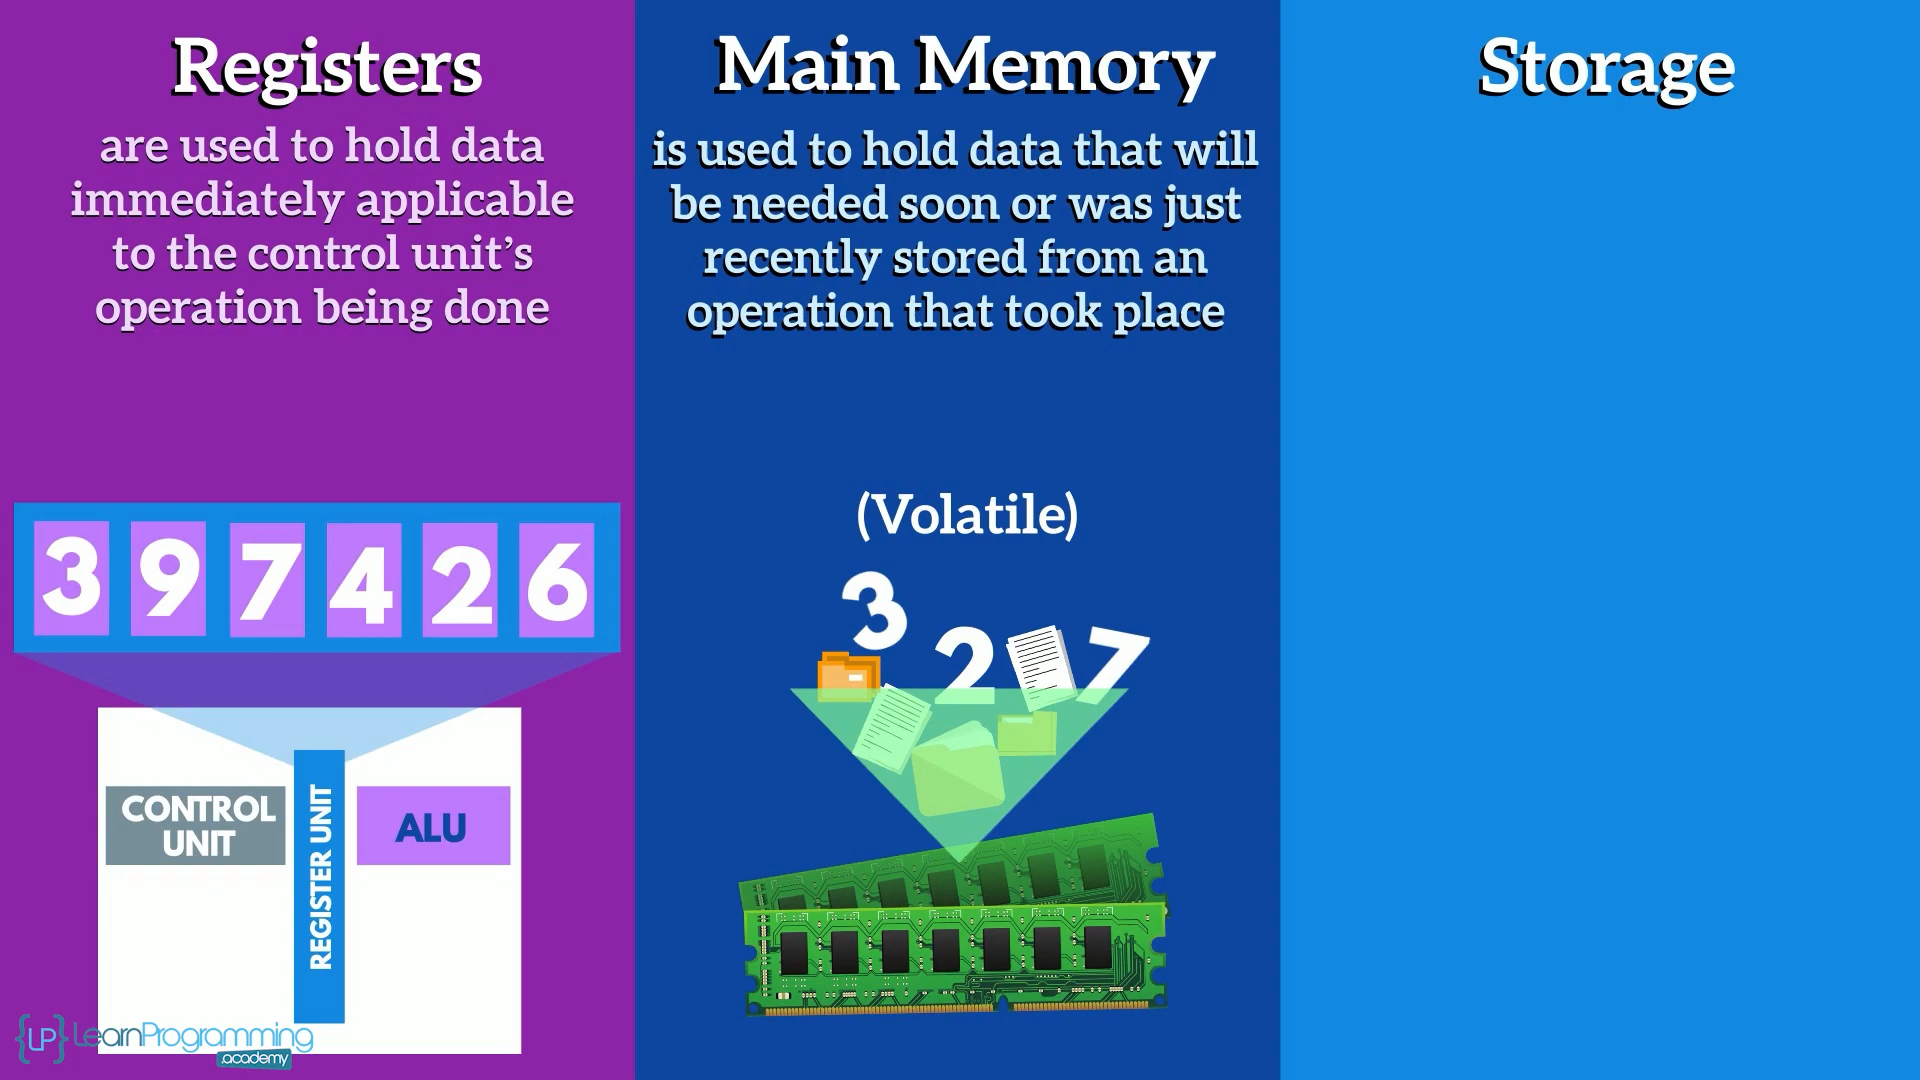 Registers
are used to hold data
immediately applicable
to the control unit’s
operation being done
3 9 7 4 2 6
CONTROL
UNIT
REGISTER UNIT
ALU
{LP} LearnProgramming
.academy
Main Memory
is used to hold data that will
be needed soon or was just
recently stored from an
operation that took place
(Volatile)
3
2 7
Storage